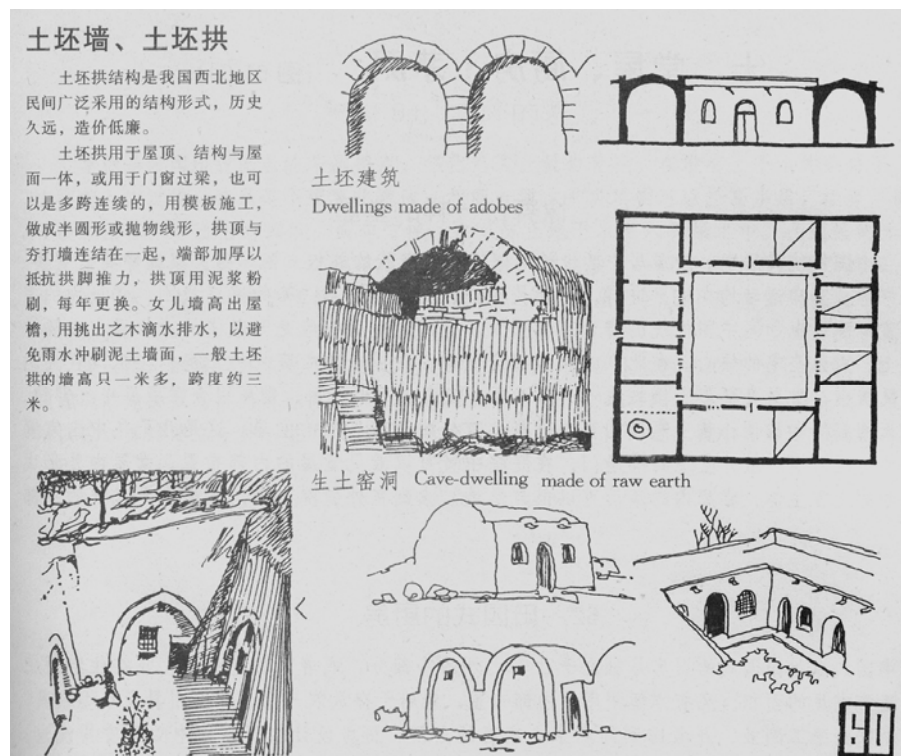 土坯墙、土坯拱
土坯拱结构是我国西北地区
民间广泛采用的结构形式，历史
久远，造价低廉。
土坯拱用于屋顶、结构与屋
面一体，或用于门窗过梁，也可
以是多跨连续的，用模板施工，
做成半圆形或抛物线形，拱顶与
夯打墙连结在一起，端部加厚以
抵抗拱脚推力，拱顶用泥浆粉
刷，每年更换。女儿墙高出屋
檐，用挑出之木滴水排水，以避
免雨水冲刷泥土墙面，一般土坯
拱的墙高只一米多，跨度约三
米。
土坯建筑
Dwellings made of adobes
生土窑洞 Cave-dwelling made of raw earth
60